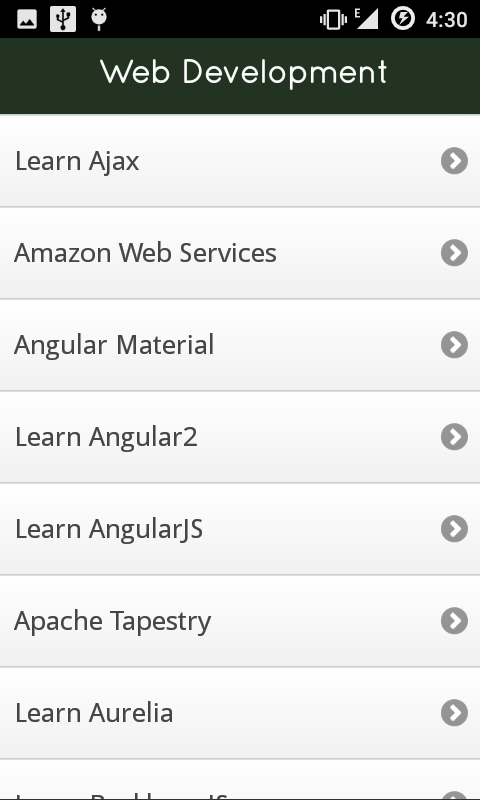 E
4:30
Web Development
Learn Ajax
Amazon Web Services
Angular Material
Learn Angular2
Learn AngularJS
Apache Tapestry
Learn Aurelia